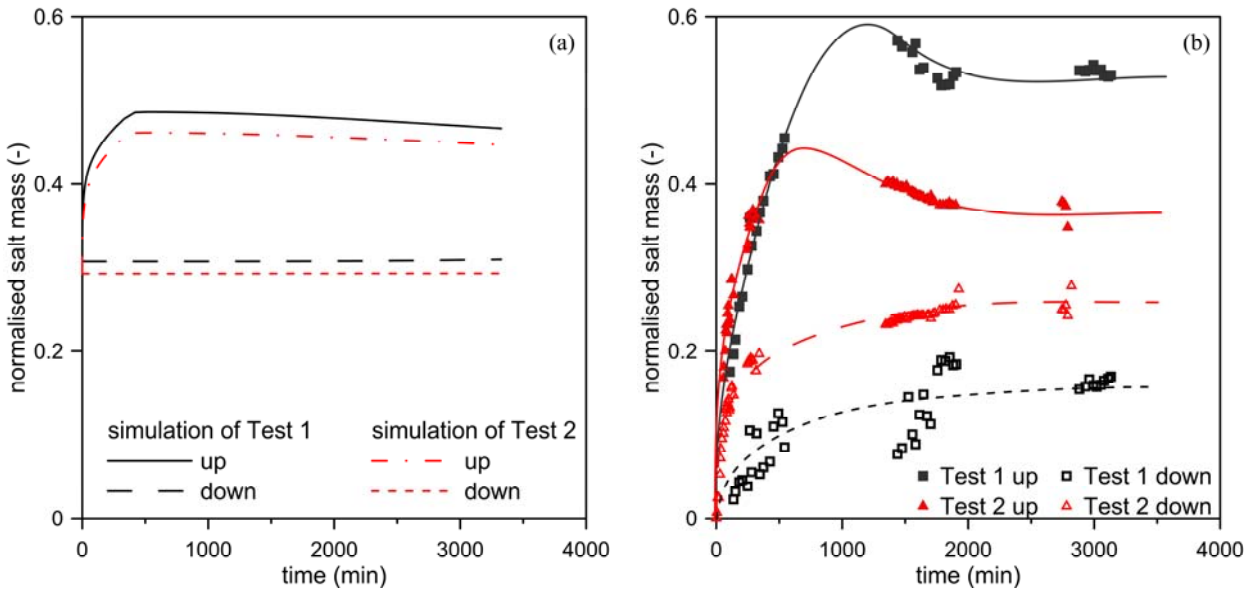 (a)
0.6
0.4
0.2
0
normalised salt mass (-)
simulation of Test 1
up
down
simulation of Test 2
up
down
0 1000 2000 3000 4000
time (min)
(b)
0.6
0.4
0.2
0
normalised salt mass (-)
Test 1 up Test 1 down
Test 2 up Test 2 down
0 1000 2000 3000 4000
time (min)